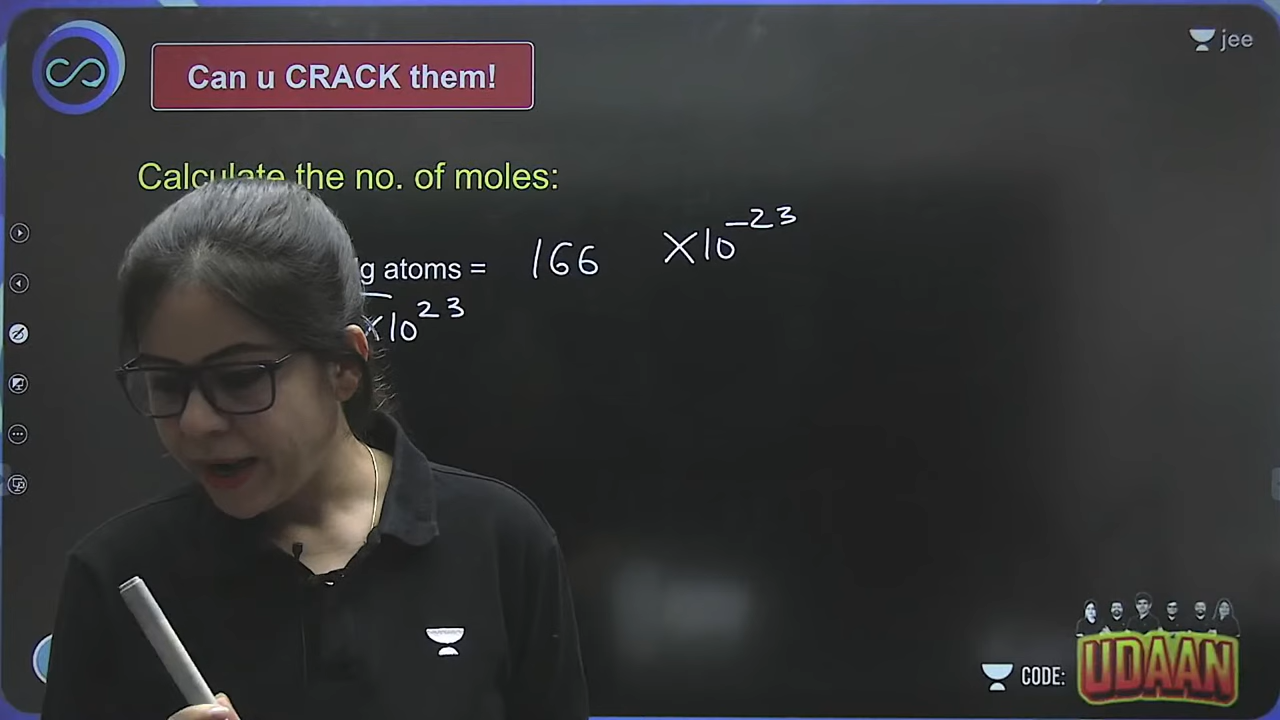 jee
Can u CRACK them!
Calculate the no. of moles:
g atoms = 166 ×10⁻²³
×10²³
CODE: UDAAN